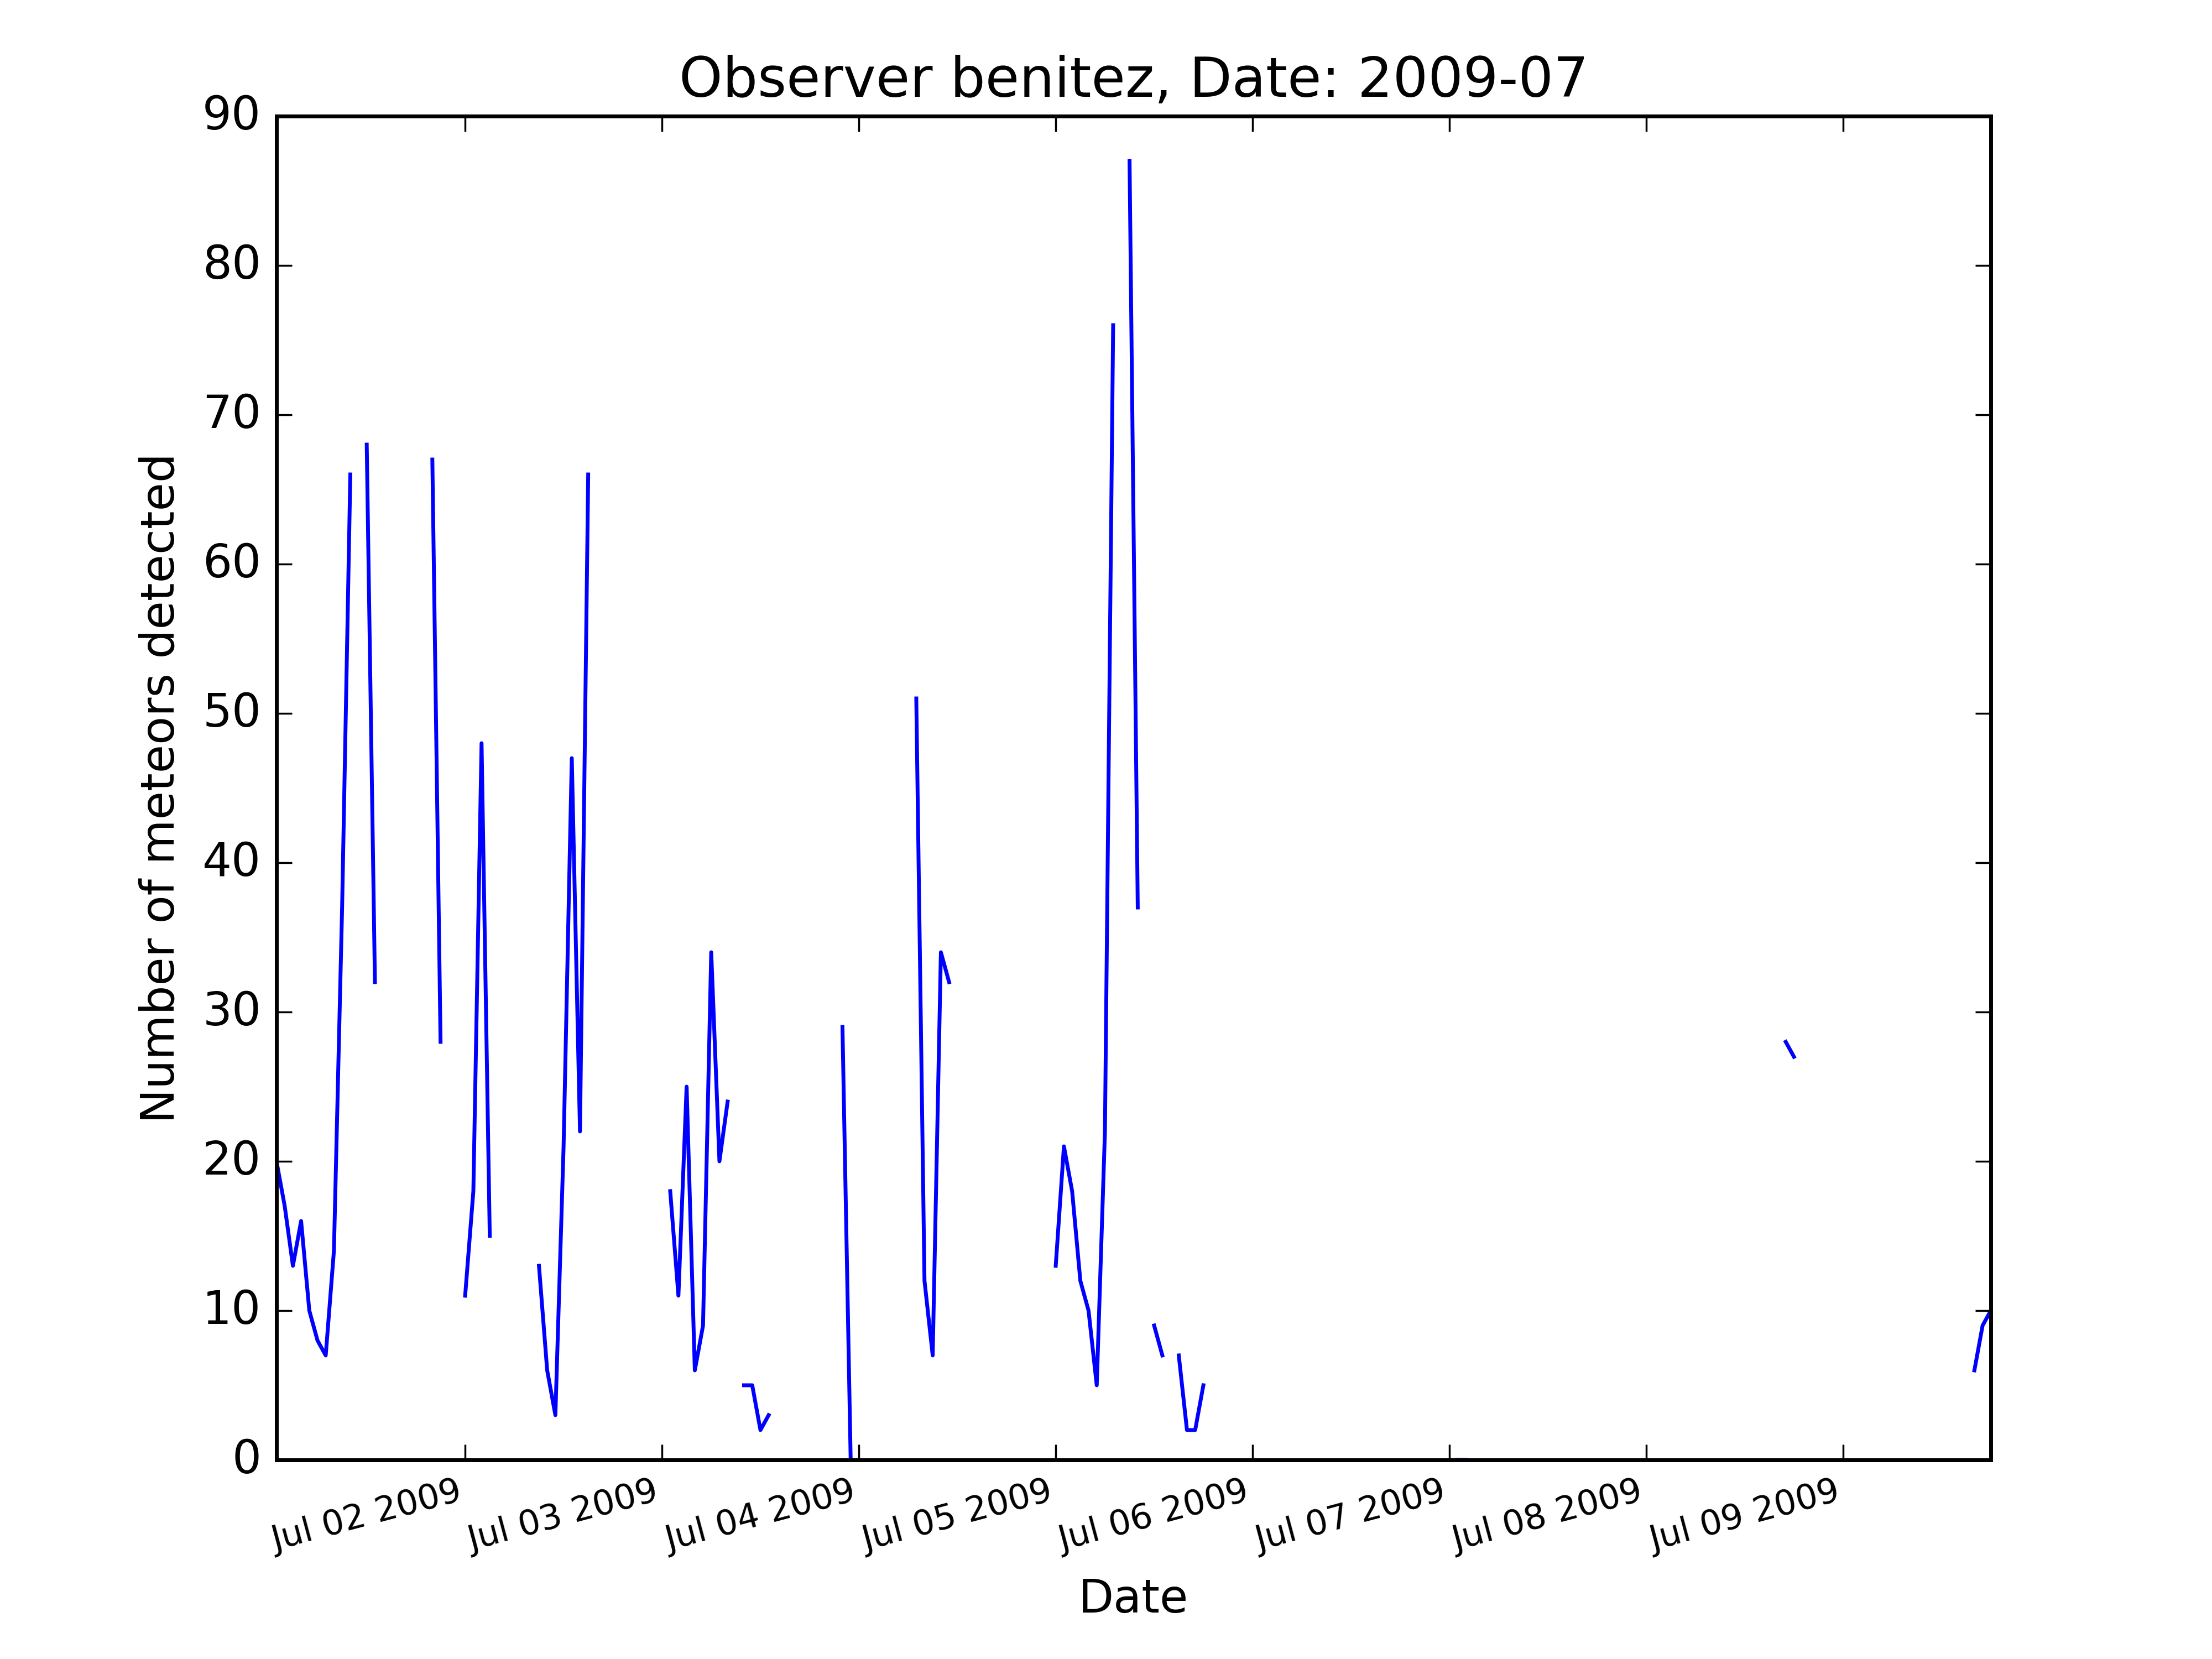 Observer benitez, Date: 2009-07
90
80
70
60
50
40
30
20
10
0
Number of meteors detected
Jul 02 2009
Jul 03 2009
Jul 04 2009
Jul 05 2009
Jul 06 2009
Jul 07 2009
Jul 08 2009
Jul 09 2009
Date